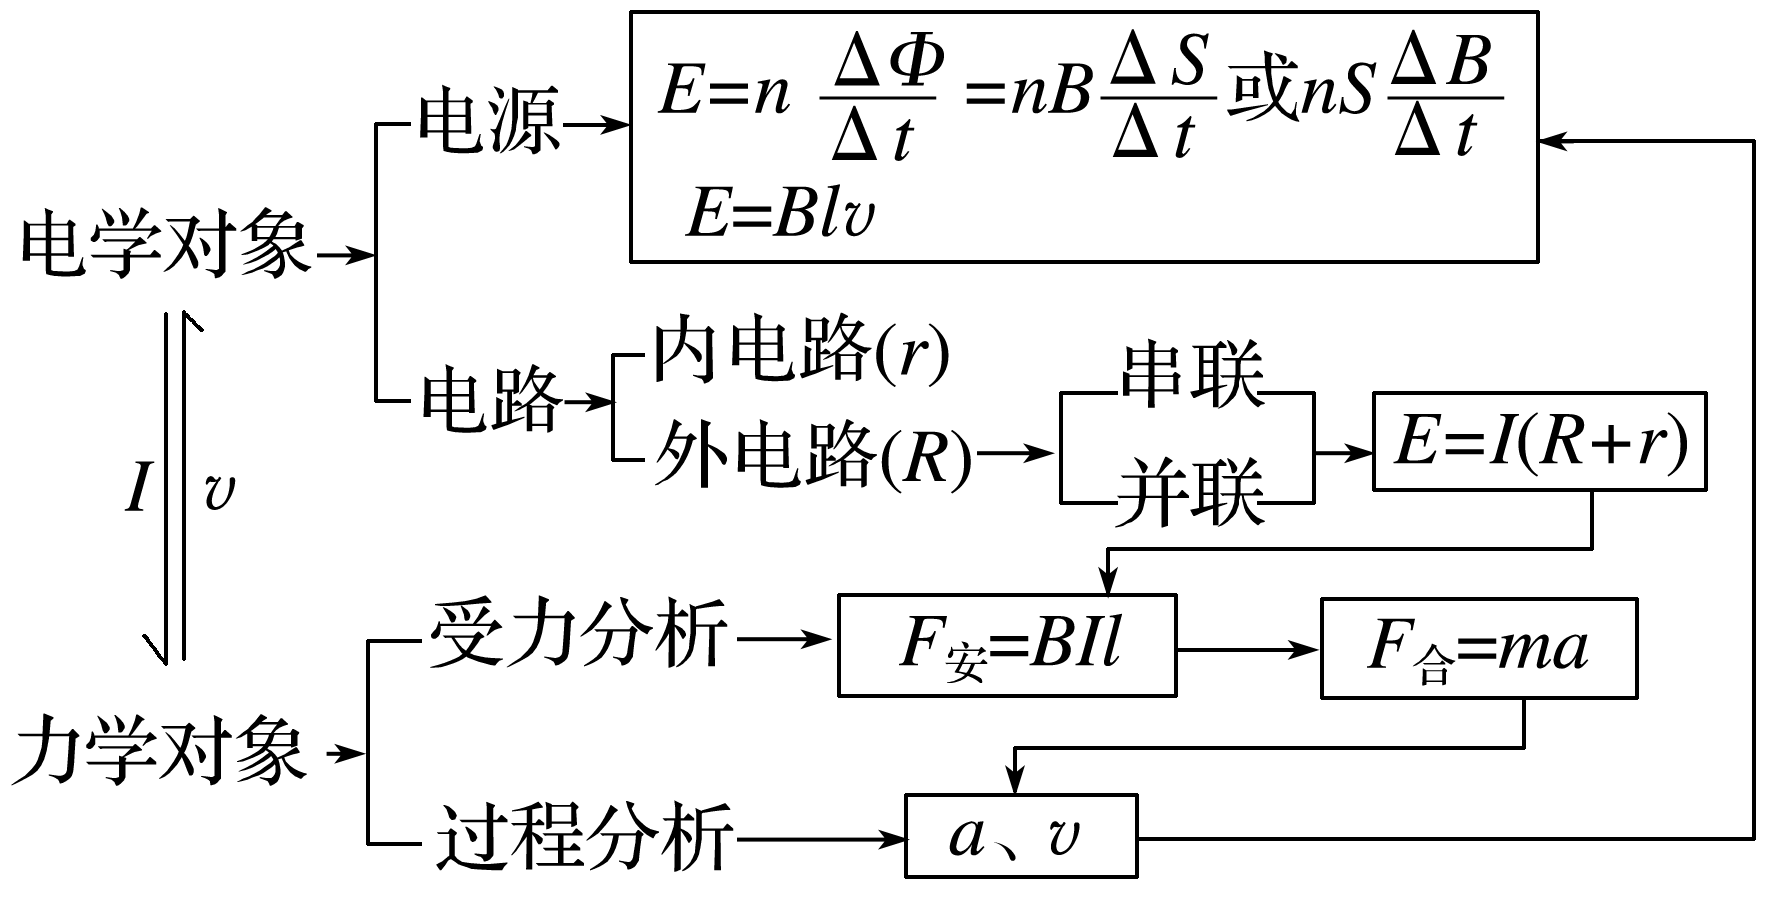 电源
E=n ΔΦ/Δt =nB ΔS/Δt 或nS ΔB/Δt
E=Blv
电学对象
电路
内电路(r)
外电路(R)
串联
并联
E=I(R+r)
I
v
力学对象
受力分析
F安=BIl
F合=ma
过程分析
a、v